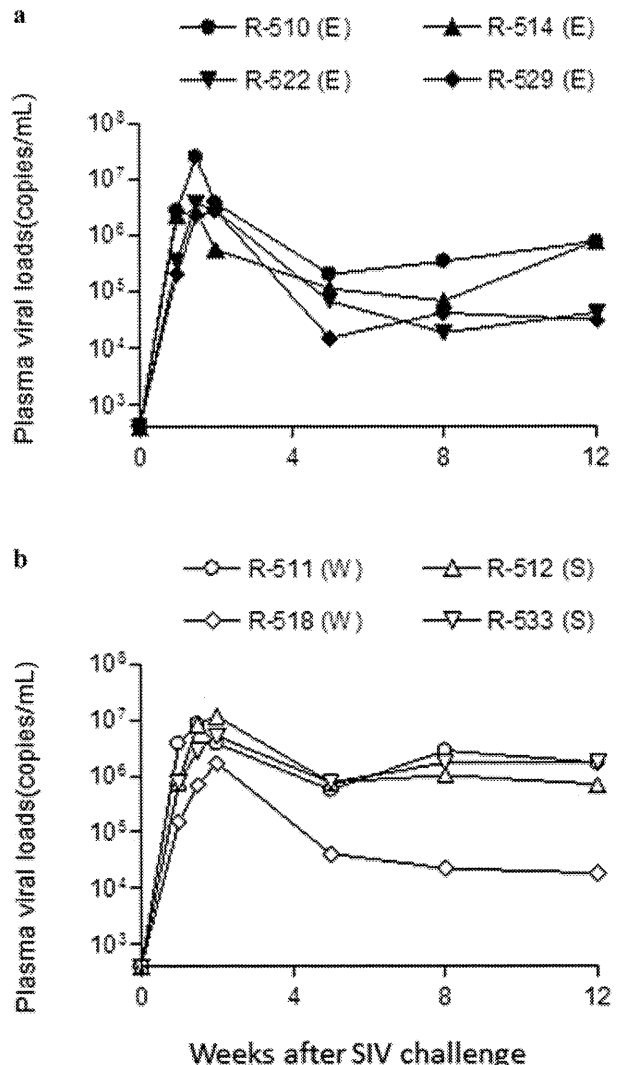 a
R-510 (E) R-514 (E)
R-522 (E) R-529 (E)
Plasma viral loads(copies/mL)
10⁸
10⁷
10⁶
10⁵
10⁴
10³
0 4 8 12
b
R-511 (W) R-512 (S)
R-518 (W) R-533 (S)
Plasma viral loads(copies/mL)
10⁸
10⁷
10⁶
10⁵
10⁴
10³
0 4 8 12
Weeks after SIV challenge